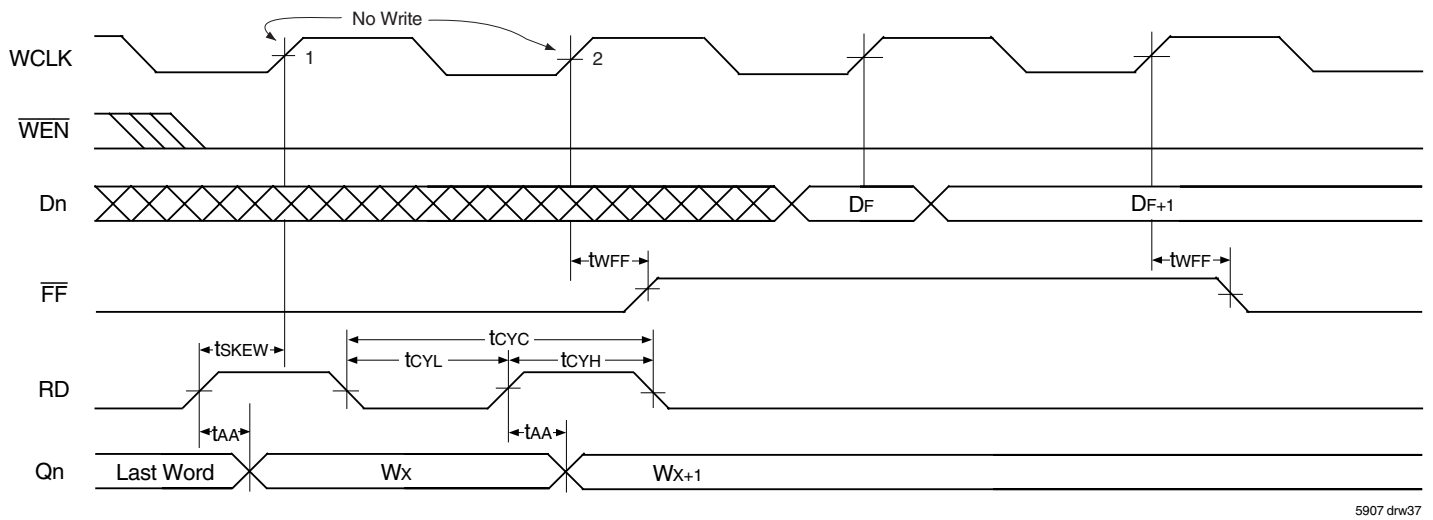 No Write
WCLK
1
2
WEN
Dn
DF
DF+1
tWFF
tWFF
FF
tCYC
tSKEW
tCYL
tCYH
RD
tAA
tAA
Qn
Last Word
WX
WX+1
5907 drw37